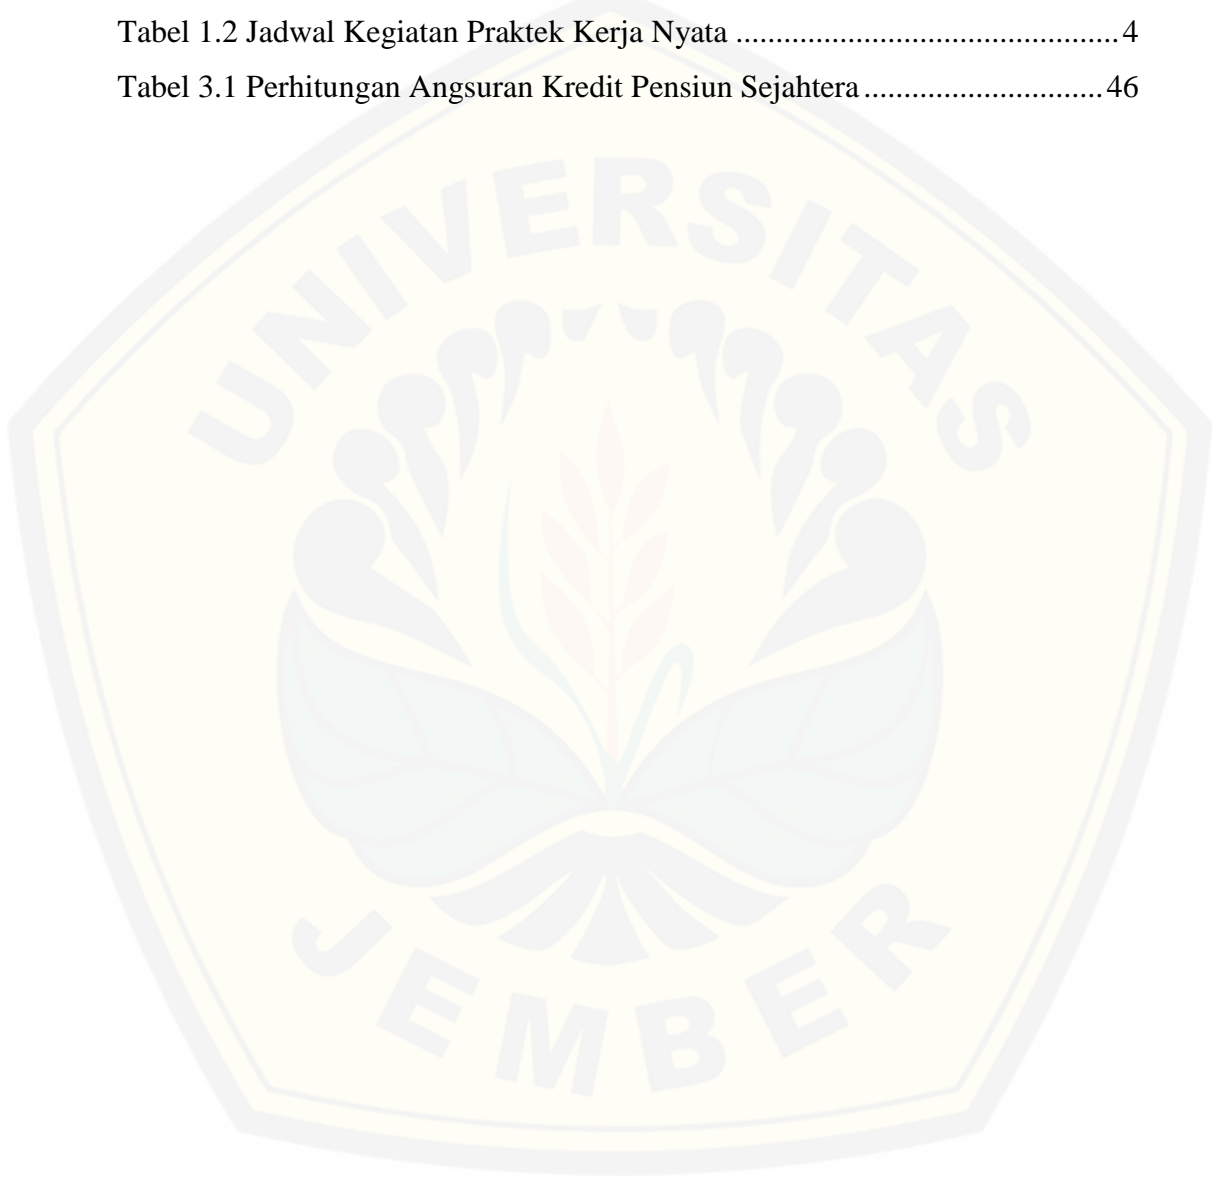 Tabel 1.2 Jadwal Kegiatan Praktek Kerja Nyata ................................................ 4
Tabel 3.1 Perhitungan Angsuran Kredit Pensiun Sejahtera .............................. 46
UNIVERSITAS
JEMBER